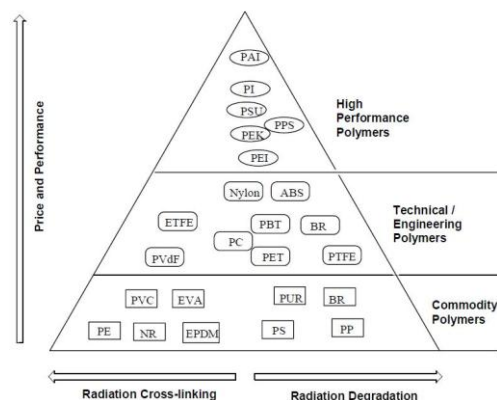 Price and Performance
PAI
PI
PSU
PPS
PEK
PEI
High
Performance
Polymers
Nylon ABS
ETFE PBT BR
PC
PVdF PET PTFE
Technical /
Engineering
Polymers
PVC EVA PUR BR
PE NR EPDM PS PP
Commodity
Polymers
Radiation Cross-linking Radiation Degradation